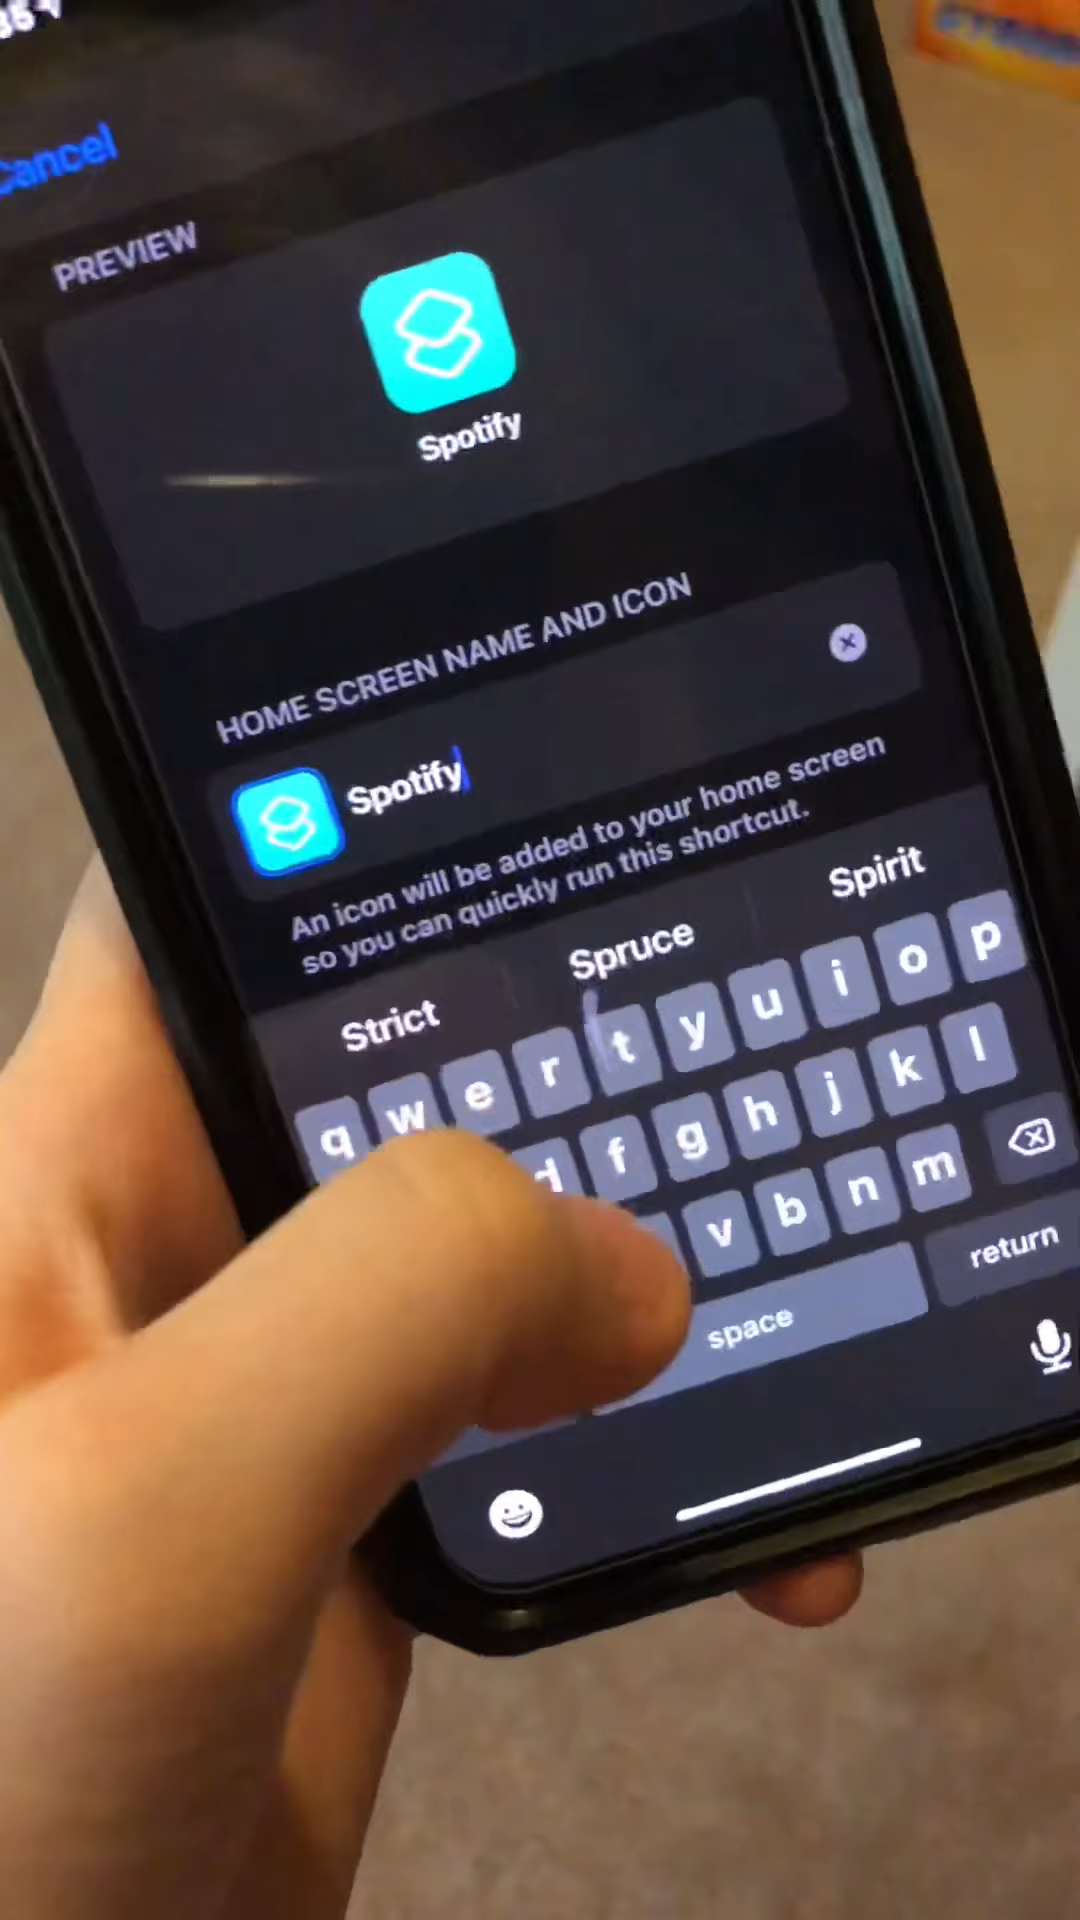 Cancel
PREVIEW
Spotify
HOME SCREEN NAME AND ICON
Spotify
An icon will be added to your home screen
so you can quickly run this shortcut.
Strict Spruce Spirit
q w e r t y u i o p
d f g h j k l
v b n m
space return